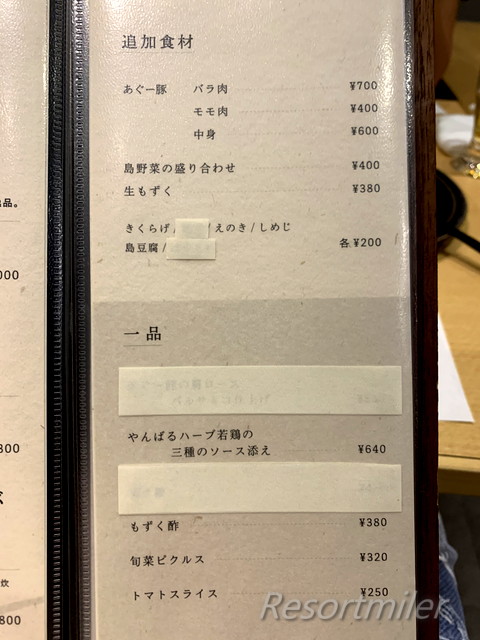 追加食材
あぐー豚 バラ肉 ¥700
モモ肉 ¥400
中身 ¥600
島野菜の盛り合わせ ¥400
生もずく ¥380
きくらげ/ /えのき/しめじ
島豆腐/ 各¥200
一品
やんばるハーブ若鶏の
三種のソース添え ¥640
もずく酢 ¥380
旬菜ピクルス ¥320
トマトスライス ¥250
品。
000
800
炊
800
Resortmiler